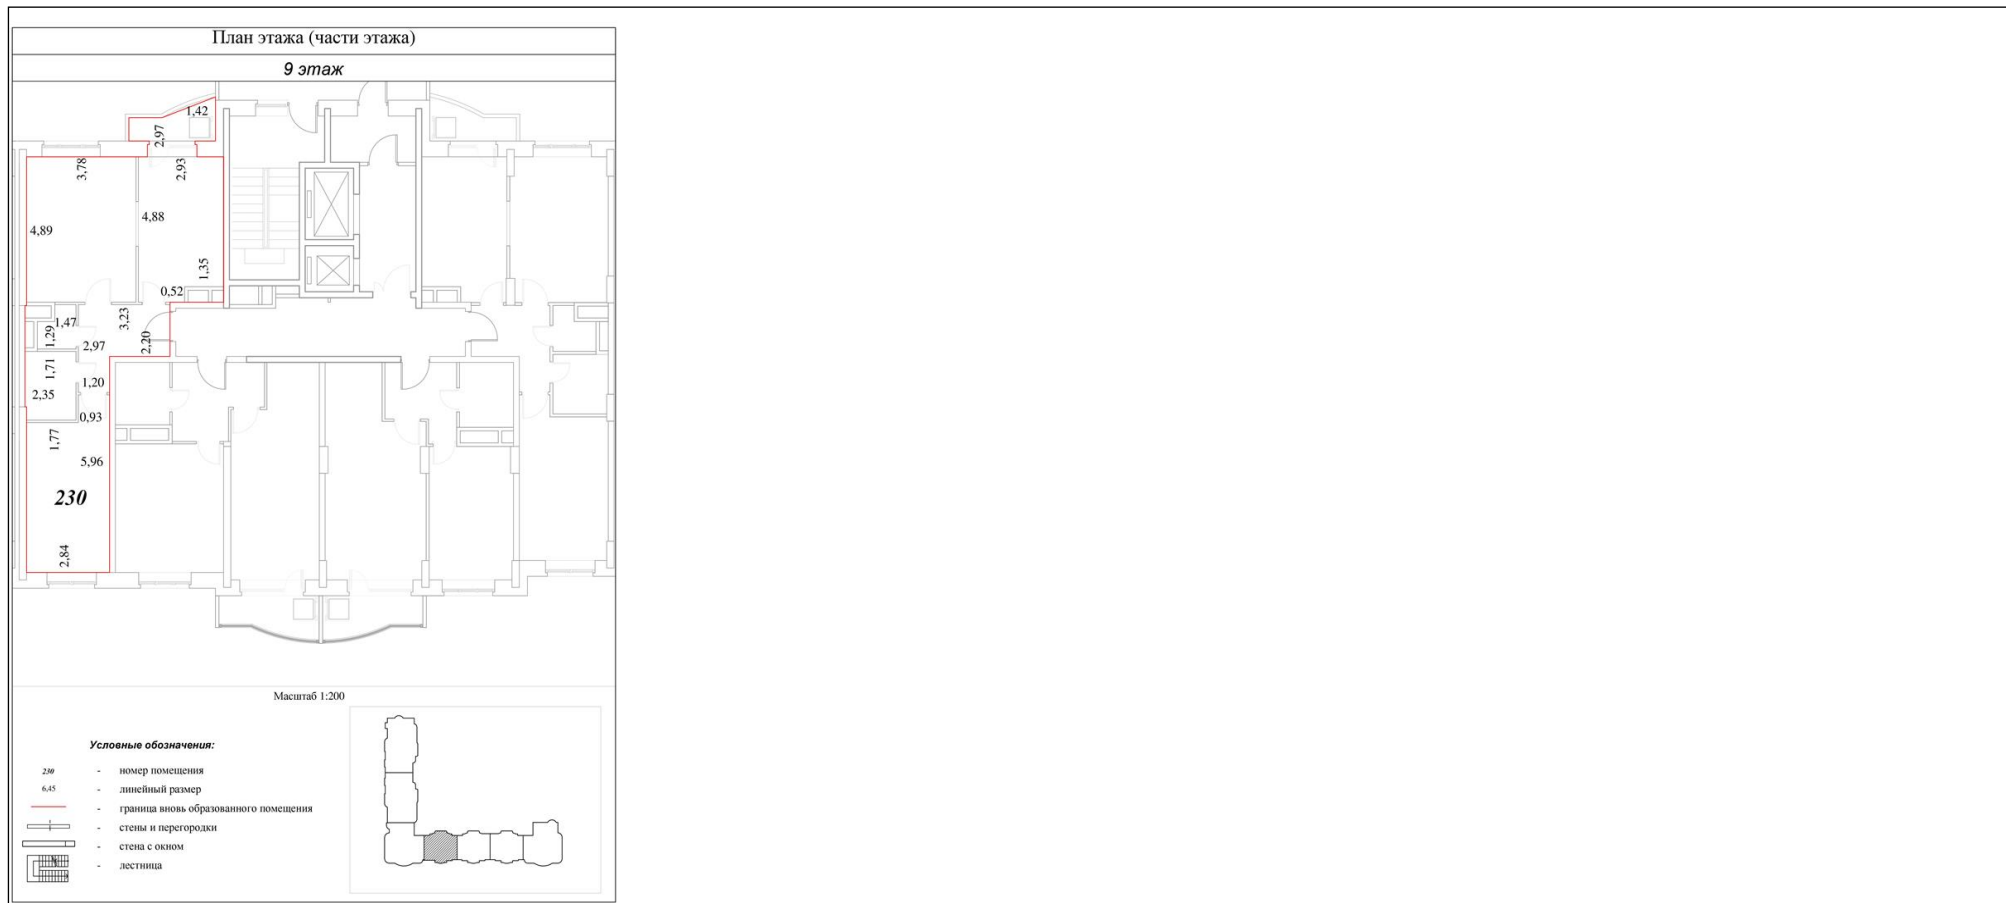 План этажа (части этажа)
9 этаж
1,42
2,97
3,78
2,93
4,88
4,89
1,35
0,52
1,47
3,23
1,29
2,20
2,97
1,71
1,20
2,35
0,93
1,77
5,96
230
2,84
Масштаб 1:200
Условные обозначения:
230 - номер помещения
6,45 - линейный размер
- граница вновь образованного помещения
- стены и перегородки
- стена с окном
- лестница